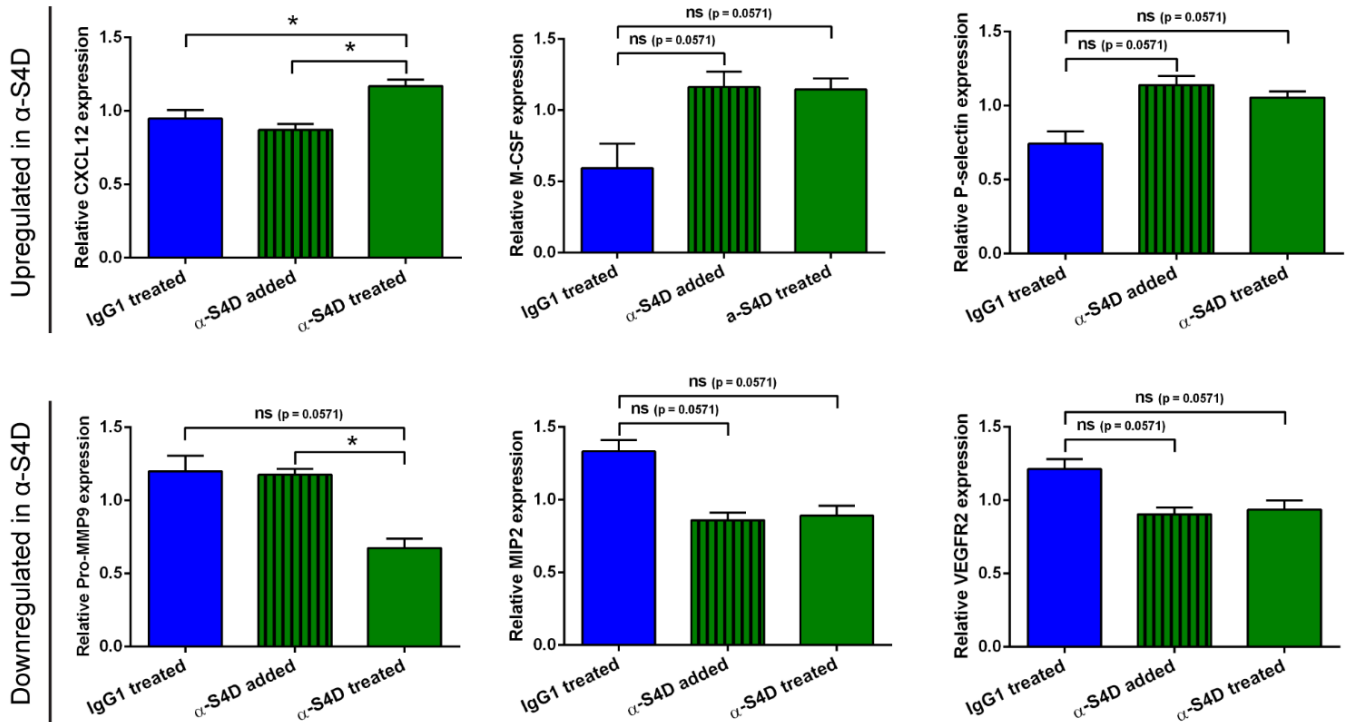 Upregulated in α-S4D
Relative CXCL12 expression
1.5
1.0
0.5
0.0
*
*
IgG1 treated
α-S4D added
α-S4D treated
Relative M-CSF expression
1.5
1.0
0.5
0.0
ns (p = 0.0571)
ns (p = 0.0571)
IgG1 treated
α-S4D added
a-S4D treated
Relative P-selectin expression
1.5
1.0
0.5
0.0
ns (p = 0.0571)
ns (p = 0.0571)
IgG1 treated
α-S4D added
α-S4D treated
Downregulated in α-S4D
Relative Pro-MMP9 expression
1.5
1.0
0.5
0.0
ns (p = 0.0571)
*
IgG1 treated
α-S4D added
α-S4D treated
Relative MIP2 expression
1.5
1.0
0.5
0.0
ns (p = 0.0571)
ns (p = 0.0571)
IgG1 treated
α-S4D added
α-S4D treated
Relative VEGFR2 expression
1.5
1.0
0.5
0.0
ns (p = 0.0571)
ns (p = 0.0571)
IgG1 treated
α-S4D added
α-S4D treated